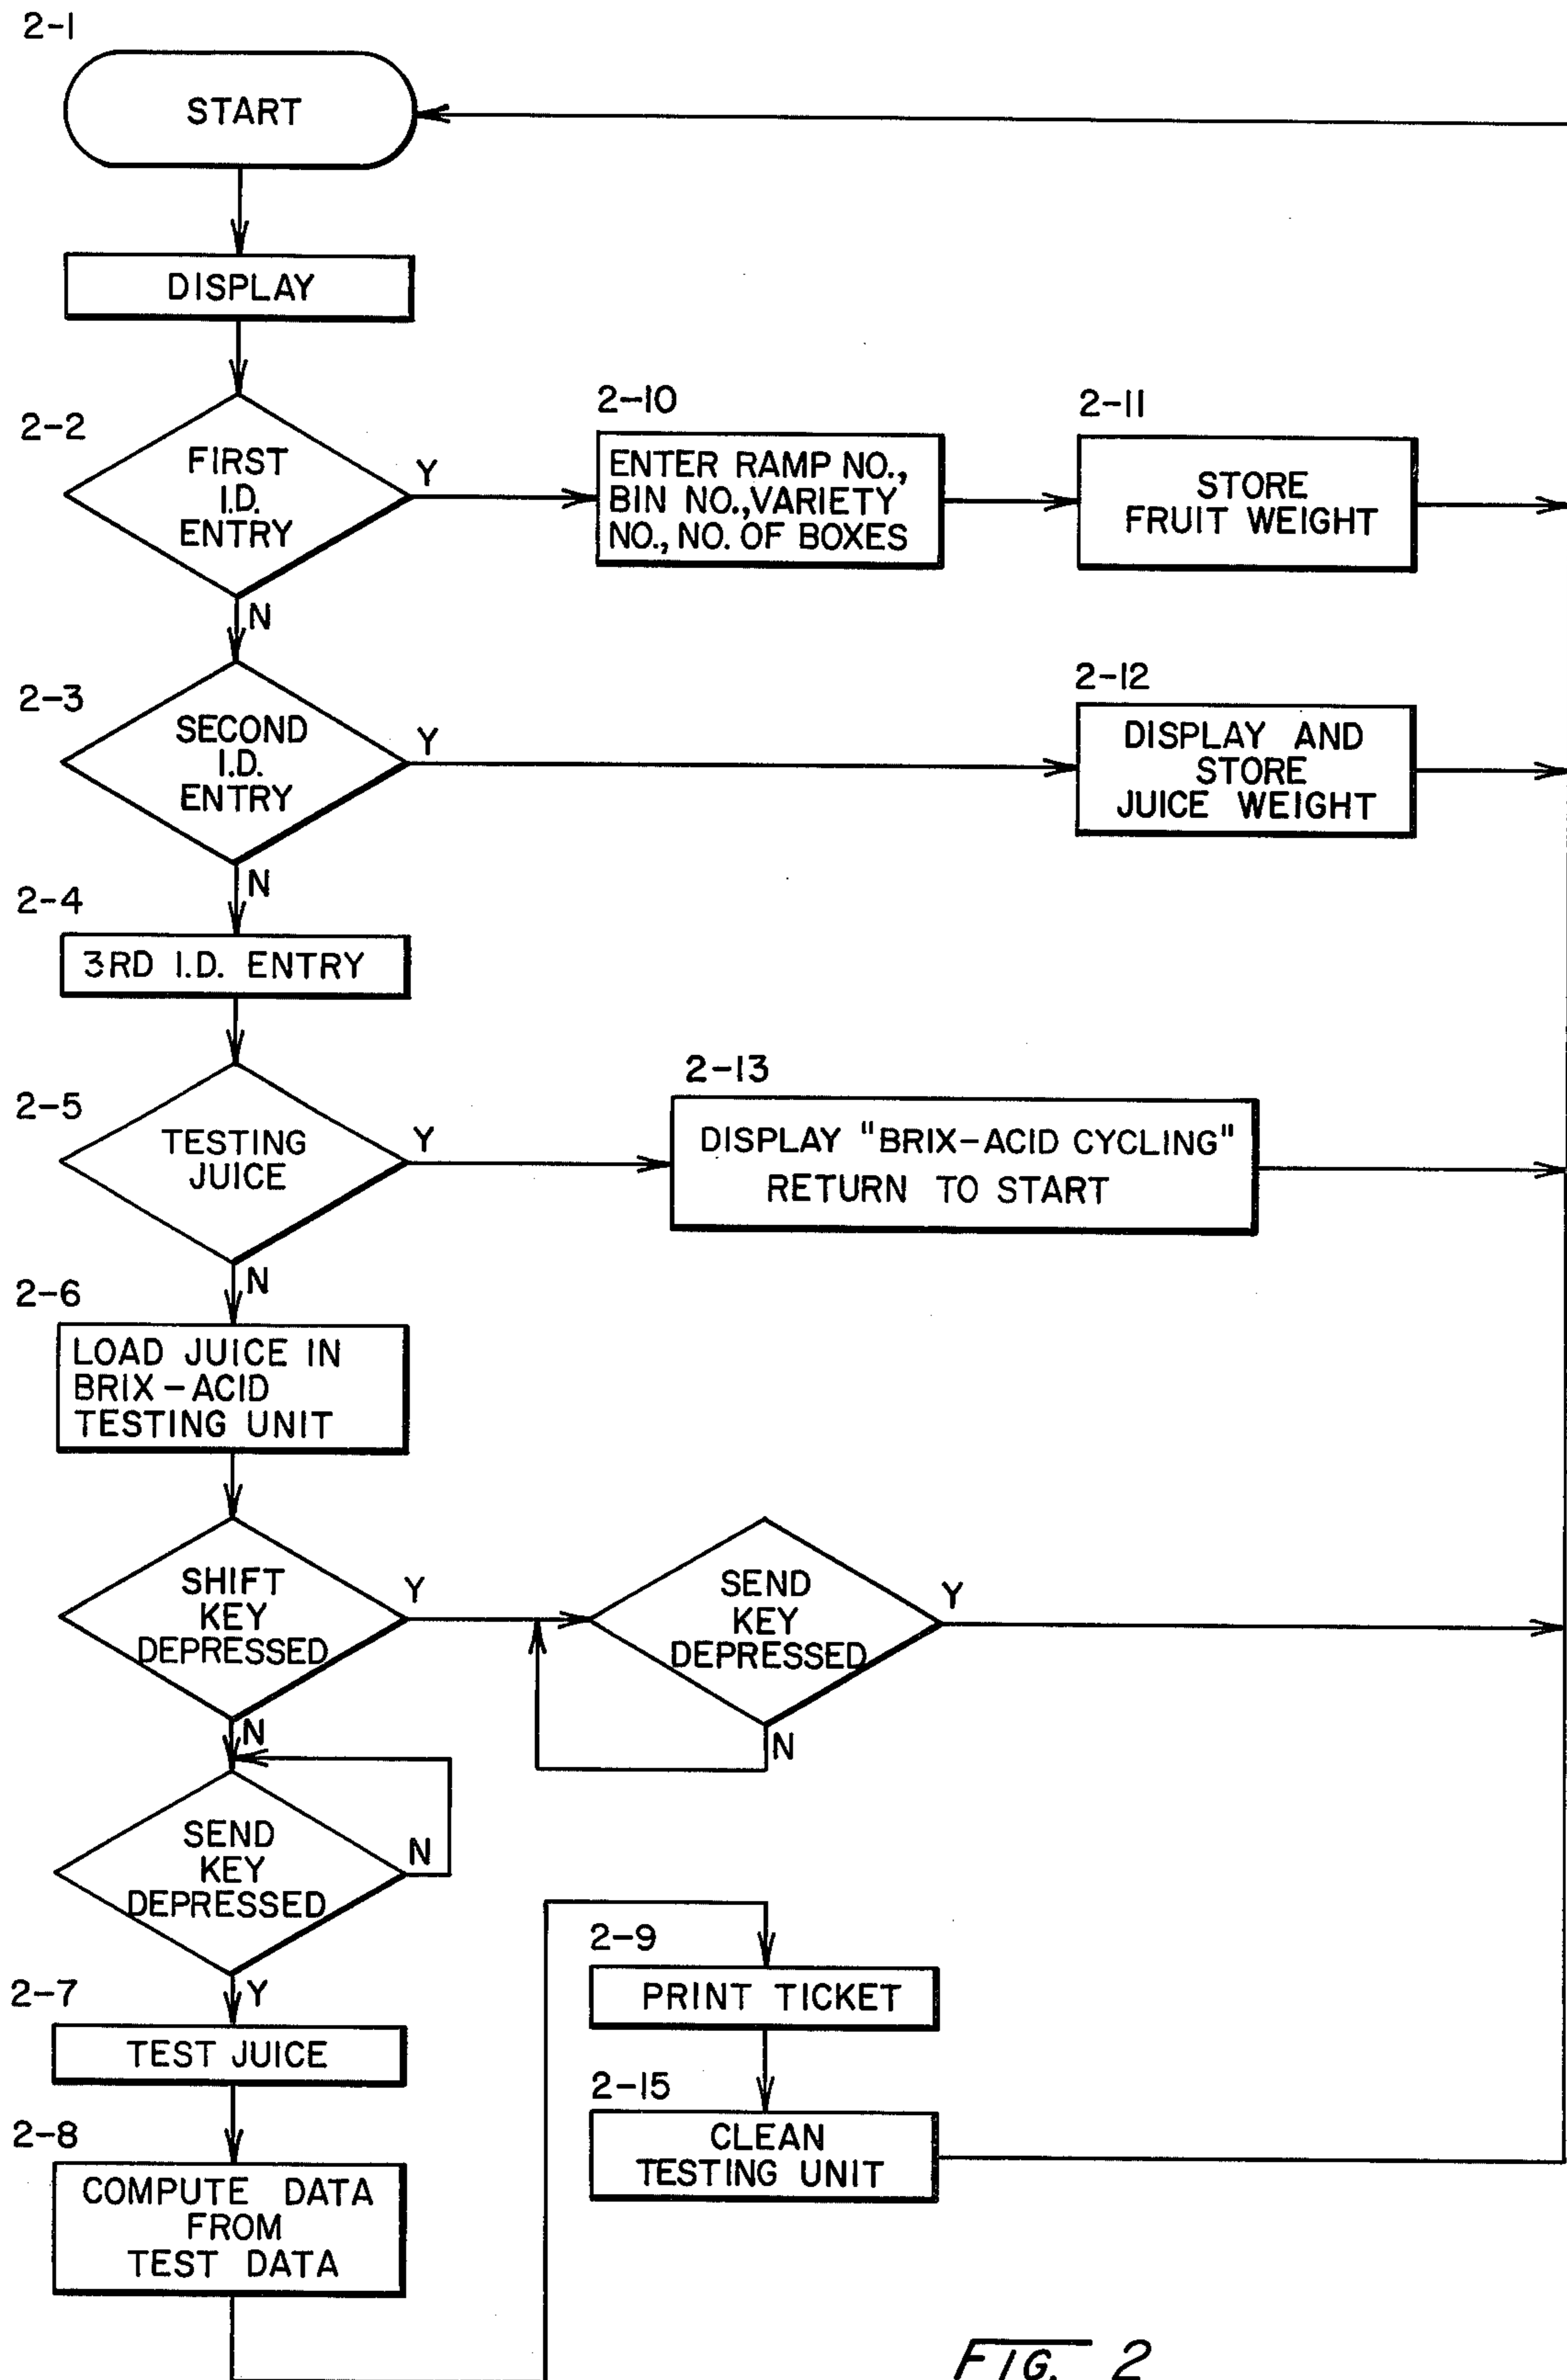 2-1
START
DISPLAY
2-2
FIRST
I.D.
ENTRY
Y
N
2-10
ENTER RAMP NO.,
BIN NO.,VARIETY
NO., NO. OF BOXES
2-11
STORE
FRUIT WEIGHT
2-3
SECOND
I.D.
ENTRY
Y
N
2-12
DISPLAY AND
STORE
JUICE WEIGHT
2-4
3RD I.D. ENTRY
2-5
TESTING
JUICE
Y
N
2-13
DISPLAY "BRIX-ACID CYCLING"
RETURN TO START
2-6
LOAD JUICE IN
BRIX-ACID
TESTING UNIT
SHIFT
KEY
DEPRESSED
Y
N
SEND
KEY
DEPRESSED
Y
N
SEND
KEY
DEPRESSED
N
Y
2-7
TEST JUICE
2-8
COMPUTE DATA
FROM
TEST DATA
2-9
PRINT TICKET
2-15
CLEAN
TESTING UNIT
FIG. 2